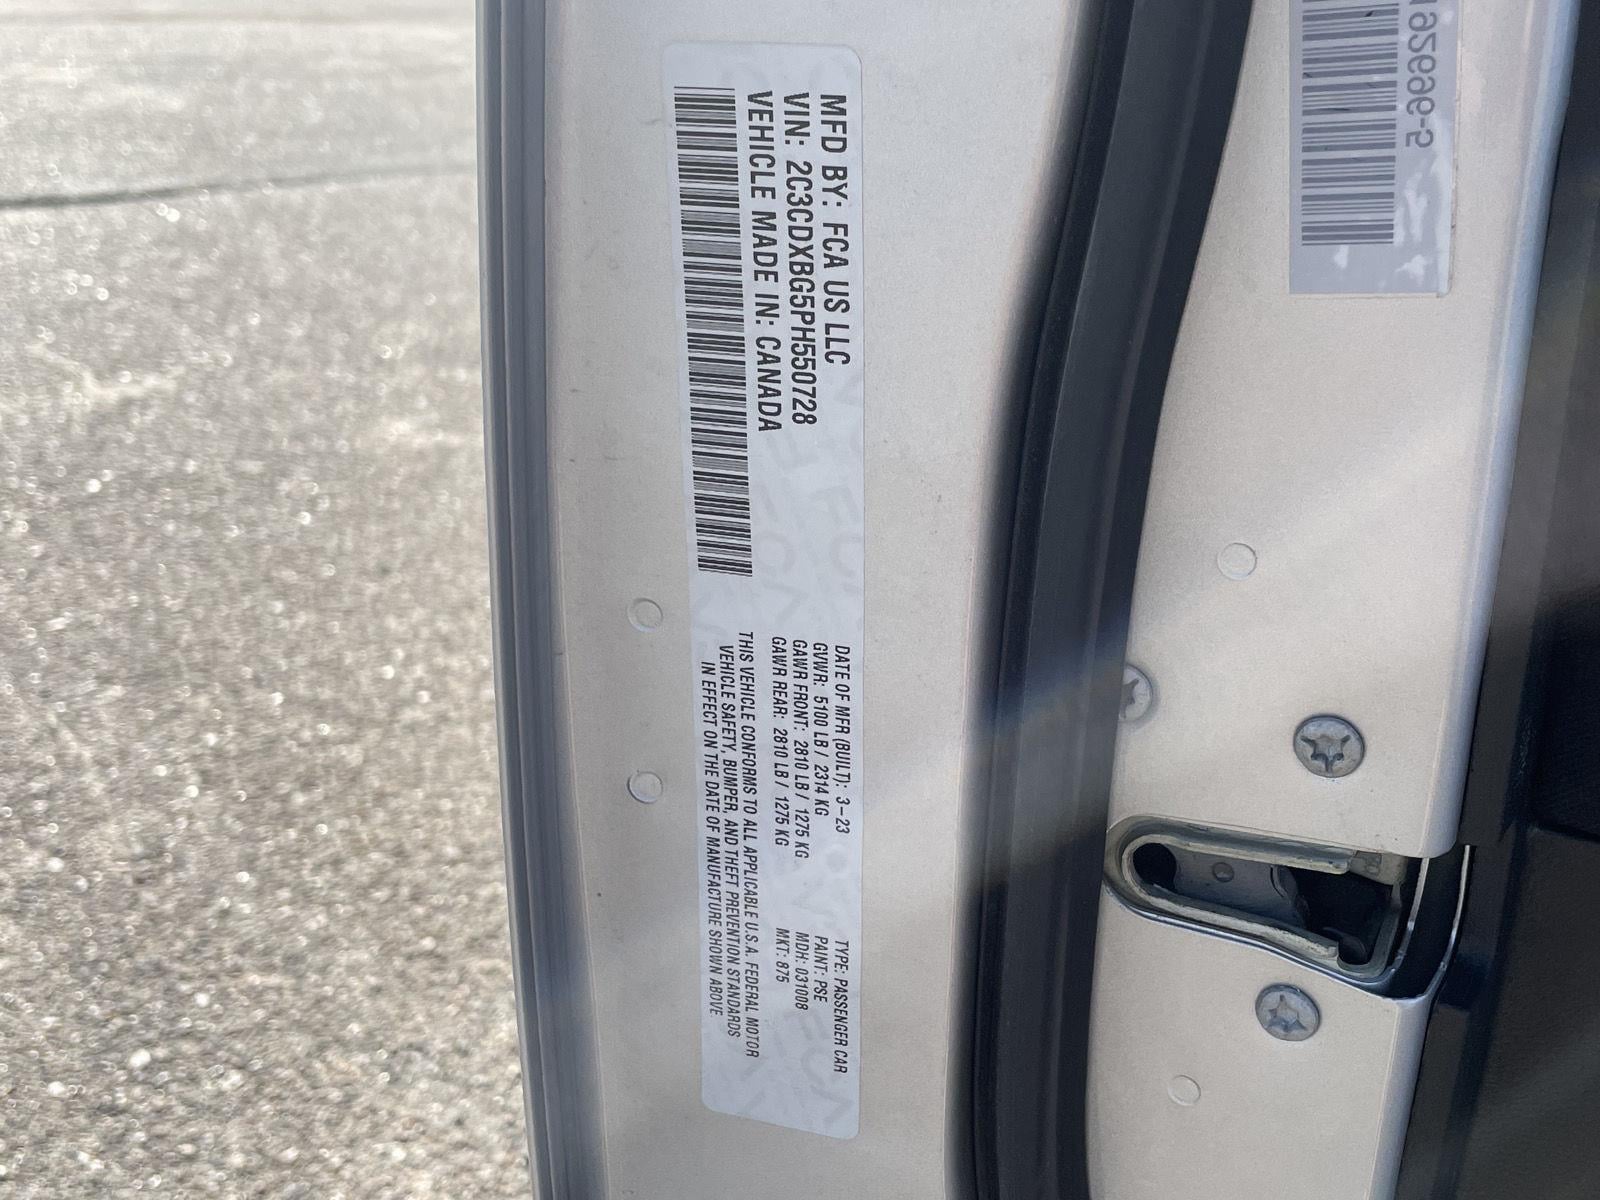 MFD BY: FCA US LLC
VIN: 2C3CDXBG5PH550728
VEHICLE MADE IN: CANADA
DATE OF MFR (BUILT): 3-23
GVWR: 5100 LB / 2314 KG
GAWR FRONT: 2810 LB / 1275 KG
GAWR REAR: 2810 LB / 1275 KG
TYPE: PASSENGER CAR
PAINT: PSE
MDH: 031008
MKT: 875
THIS VEHICLE CONFORMS TO ALL APPLICABLE U.S.A. FEDERAL MOTOR
VEHICLE SAFETY, BUMPER, AND THEFT PREVENTION STANDARDS
IN EFFECT ON THE DATE OF MANUFACTURE SHOWN ABOVE.